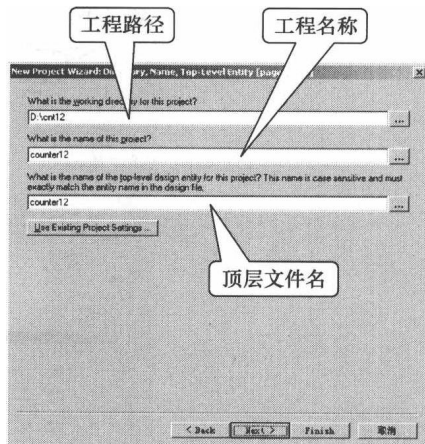 工程路径
工程名称
New Project Wizard: Directory, Name, Top-Level Entity [page
What is the working directory for this project?
D:\cnt12
...
What is the name of this project?
counter12
...
What is the name of the top-level design entity for this project? This name is case sensitive and must
exactly match the entity name in the design file.
counter12
...
Use Existing Project Settings ...
顶层文件名
< Back
Next >
Finish
取消